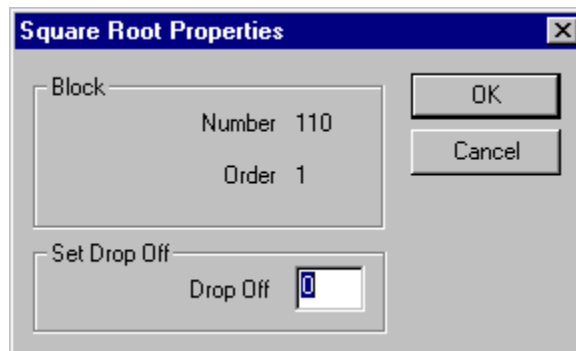 Square Root Properties
Block
Number 110
Order 1
OK
Cancel
Set Drop Off
Drop Off 0